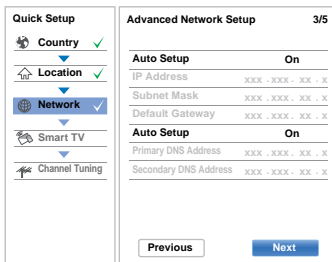 Quick Setup
Country
Location
Network
Smart TV
Channel Tuning
Advanced Network Setup 3/5
Auto Setup On
IP Address xxx . xxx . xx . x
Subnet Mask xxx . xxx . xx . x
Default Gateway xxx . xxx . xx . x
Auto Setup On
Primary DNS Address xxx . xxx . xx . x
Secondary DNS Address xxx . xxx . xx . x
Previous Next